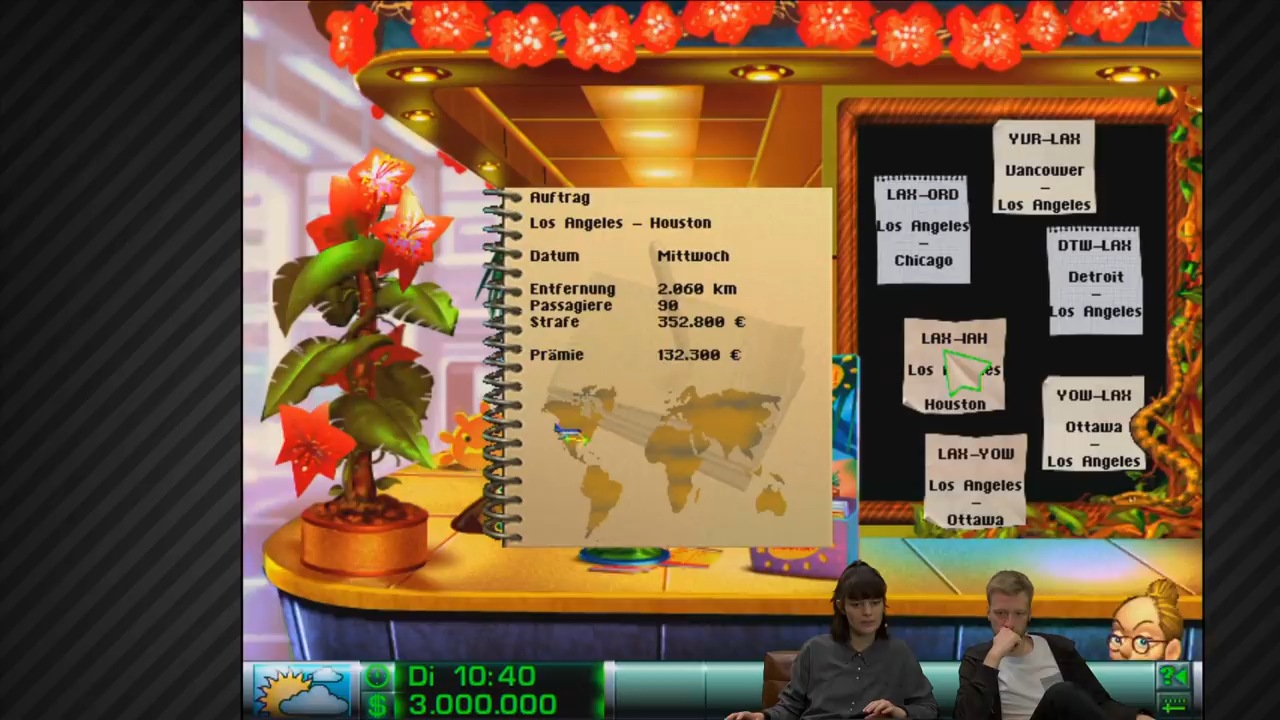 Auftrag
Los Angeles – Houston
Datum Mittwoch
Entfernung 2.060 km
Passagiere 90
Strafe 352.800 €
Prämie 132.300 €
YVR-LAX
Vancouver
–
Los Angeles
LAX-ORD
Los Angeles
–
Chicago
DTW-LAX
Detroit
–
Los Angeles
LAX-IAH
Los
Houston
YOW-LAX
Ottawa
–
Los Angeles
LAX-YOW
Los Angeles
–
Ottawa
Di 10:40
$ 3.000.000
?